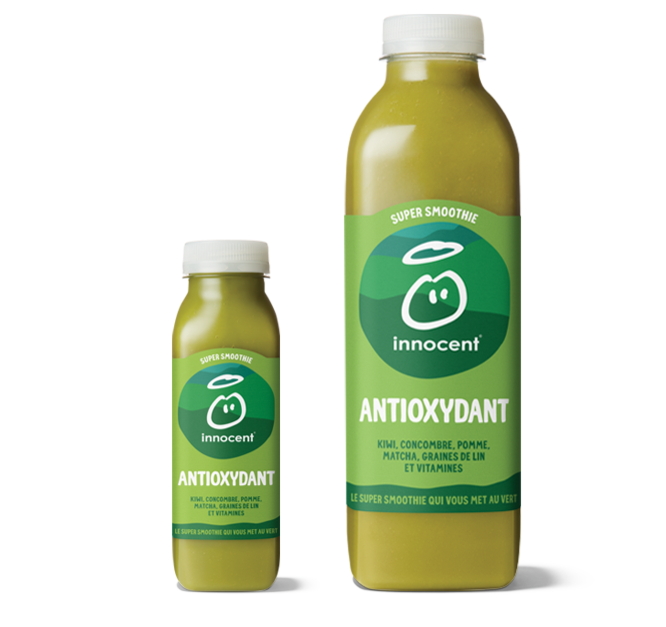 SUPER SMOOTHIE
innocent®
ANTIOXYDANT
KIWI, CONCOMBRE, POMME,
MATCHA, GRAINES DE LIN
ET VITAMINES
LE SUPER SMOOTHIE QUI VOUS MET AU VERT
SUPER SMOOTHIE
innocent®
ANTIOXYDANT
KIWI, CONCOMBRE, POMME,
MATCHA, GRAINES DE LIN
ET VITAMINES
LE SUPER SMOOTHIE QUI VOUS MET AU VERT